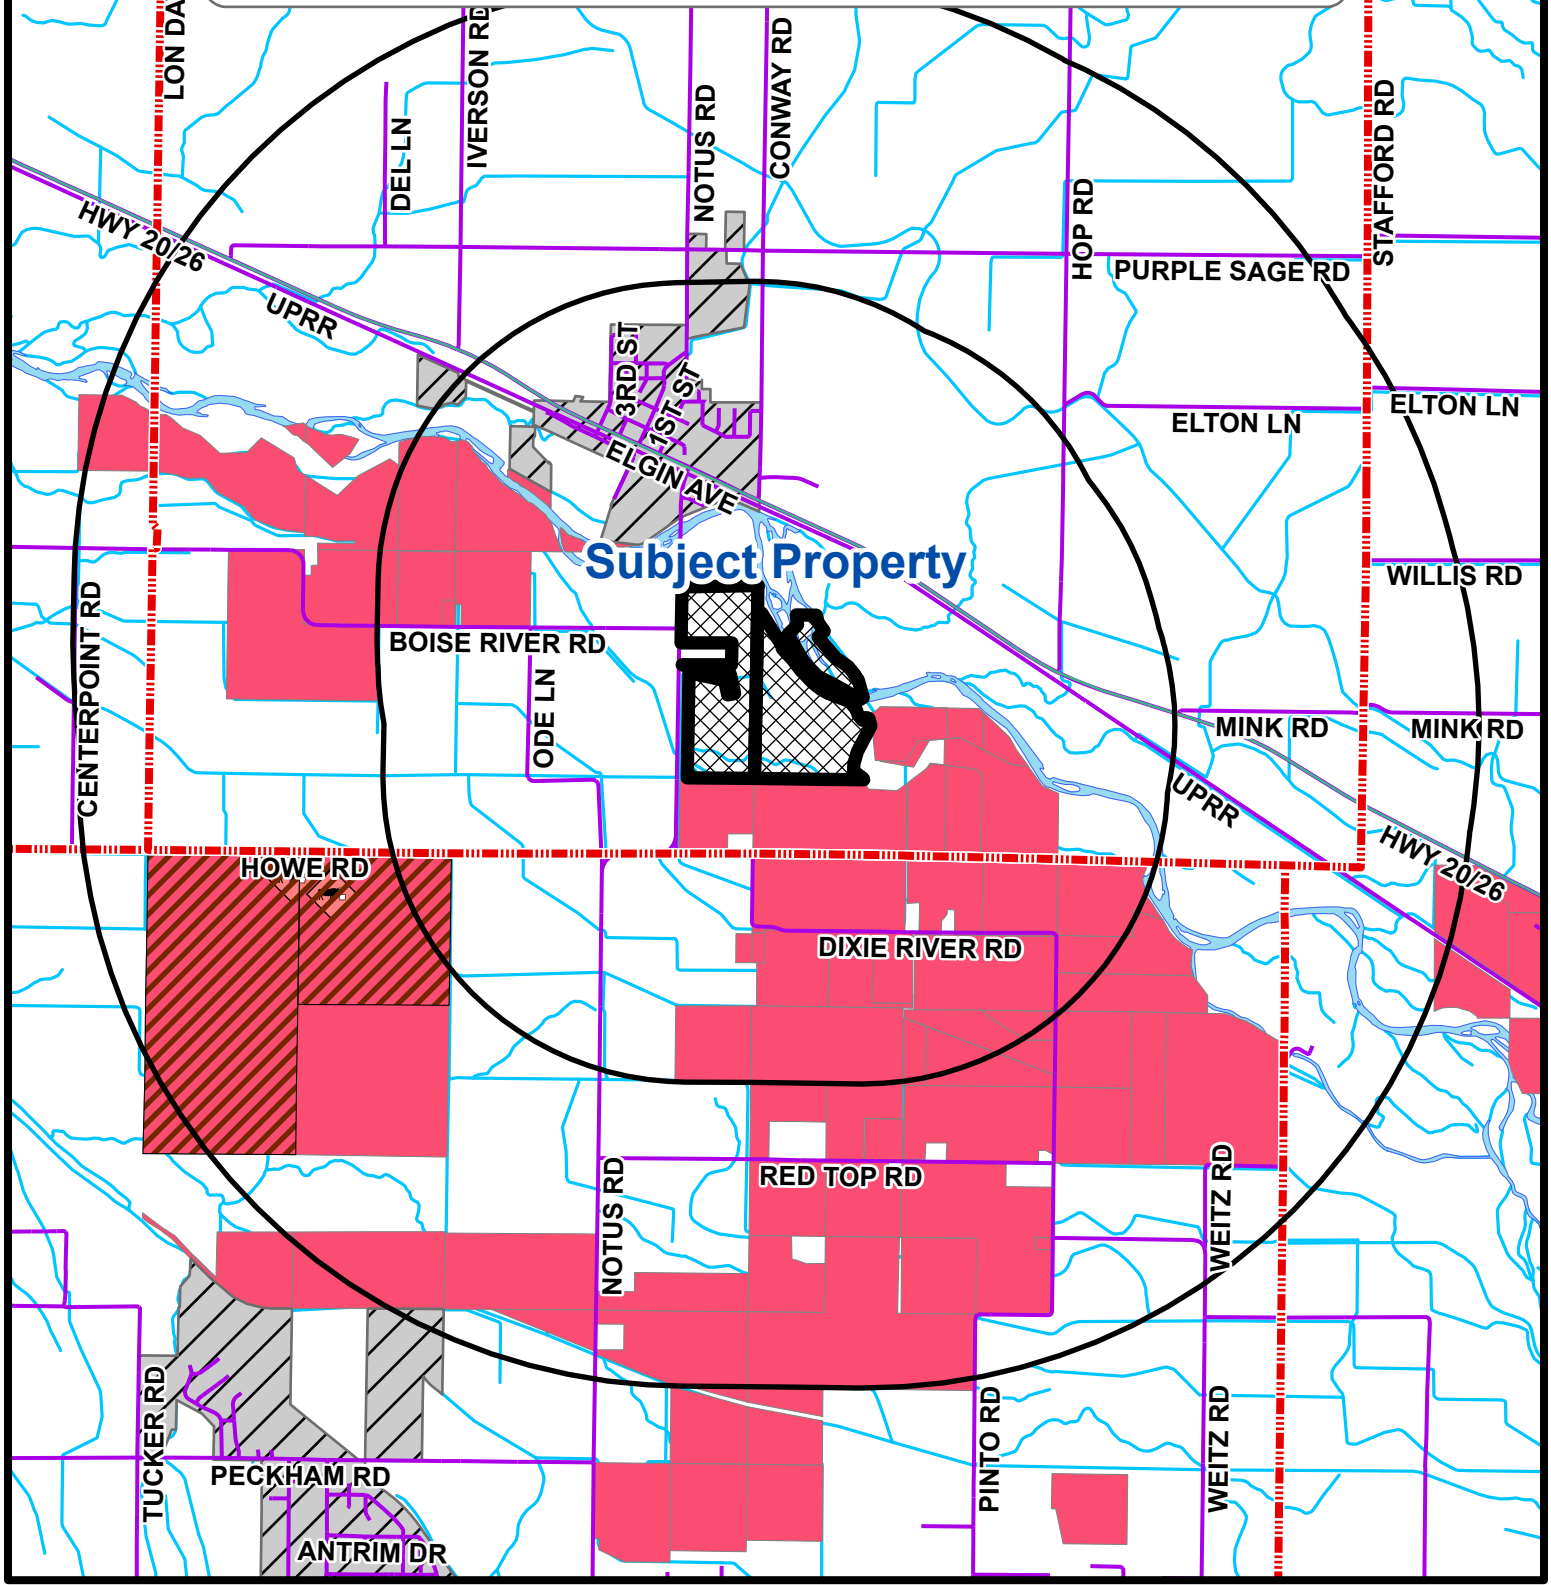 LON DA
IVERSON RD
CONWAY RD
NOTUS RD
DEL LN
STAFFORD RD
HOP RD
HWY 20/26
PURPLE SAGE RD
UPRR
3RD ST
1ST ST
ELTON LN
ELTON LN
ELGIN AVE
Subject Property
WILLIS RD
CENTERPOINT RD
BOISE RIVER RD
ODE LN
MINK RD
MINK RD
UPRR
HWY 20/26
HOWE RD
DIXIE RIVER RD
RED TOP RD
NOTUS RD
WEITZ RD
TUCKER RD
PINTO RD
WEITZ RD
PECKHAM RD
ANTRIM DR